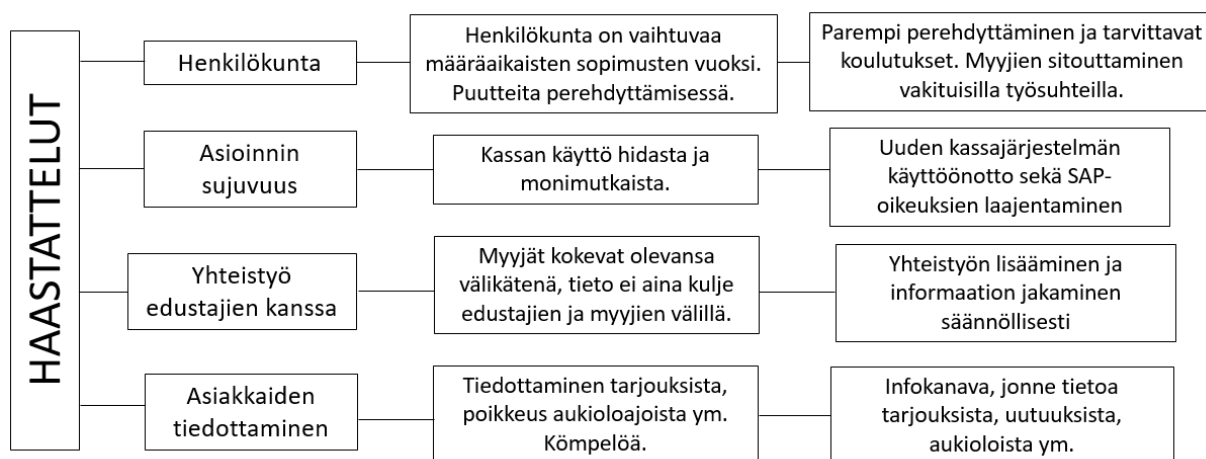 HAASTATTELUT
Henkilökunta
Henkilökunta on vaihtuvaa
määräaikaisten sopimusten vuoksi.
Puutteita perehdyttämisessä.
Parempi perehdyttäminen ja tarvittavat
koulutukset. Myyjien sitouttaminen
vakituisilla työsuhteilla.
Asioinnin
sujuvuus
Kassan käyttö hidasta ja
monimutkaista.
Uuden kassajärjestelmän
käyttöönotto sekä SAP-
oikeuksien laajentaminen
Yhteistyö
edustajien kanssa
Myyjät kokevat olevansa
välikätenä, tieto ei aina kulje
edustajien ja myyjien välillä.
Yhteistyön lisääminen ja
informaation jakaminen
säännöllisesti
Asiakkaiden
tiedottaminen
Tiedottaminen tarjouksista,
poikkeus aukioloajoista ym.
Kömpelöä.
Infokanava, jonne tietoa
tarjouksista, uutuuksista,
aukioloista ym.